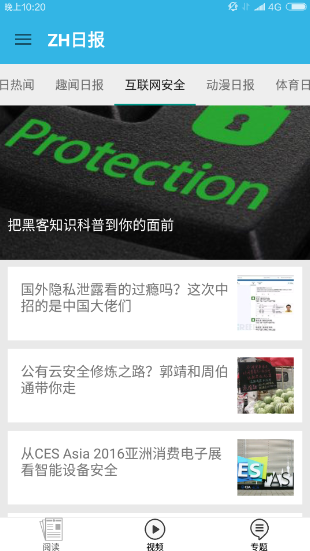 晚上10:20
4G
ZH日报
日热闻
趣闻日报
互联网安全
动漫日报
体育日
Protection
把黑客知识科普到你的面前
国外隐私泄露看的过瘾吗？这次中
招的是中国大佬们
公有云安全修炼之路？郭靖和周伯
通带你走
从CES Asia 2016亚洲消费电子展
看智能设备安全
ES
AS
阅读
视频
专题